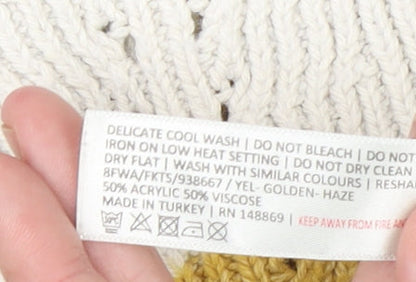 DELICATE COOL WASH | DO NOT BLEACH | DO NOT
IRON ON LOW HEAT SETTING | DO NOT DRY CLEAN
DRY FLAT | WASH WITH SIMILAR COLOURS | RESHA
8FWA/FKTS/938667 / YEL- GOLDEN- HAZE
50% ACRYLIC 50% VISCOSE
MADE IN TURKEY | RN 148869 | KEEP AWAY FROM FIRE AN